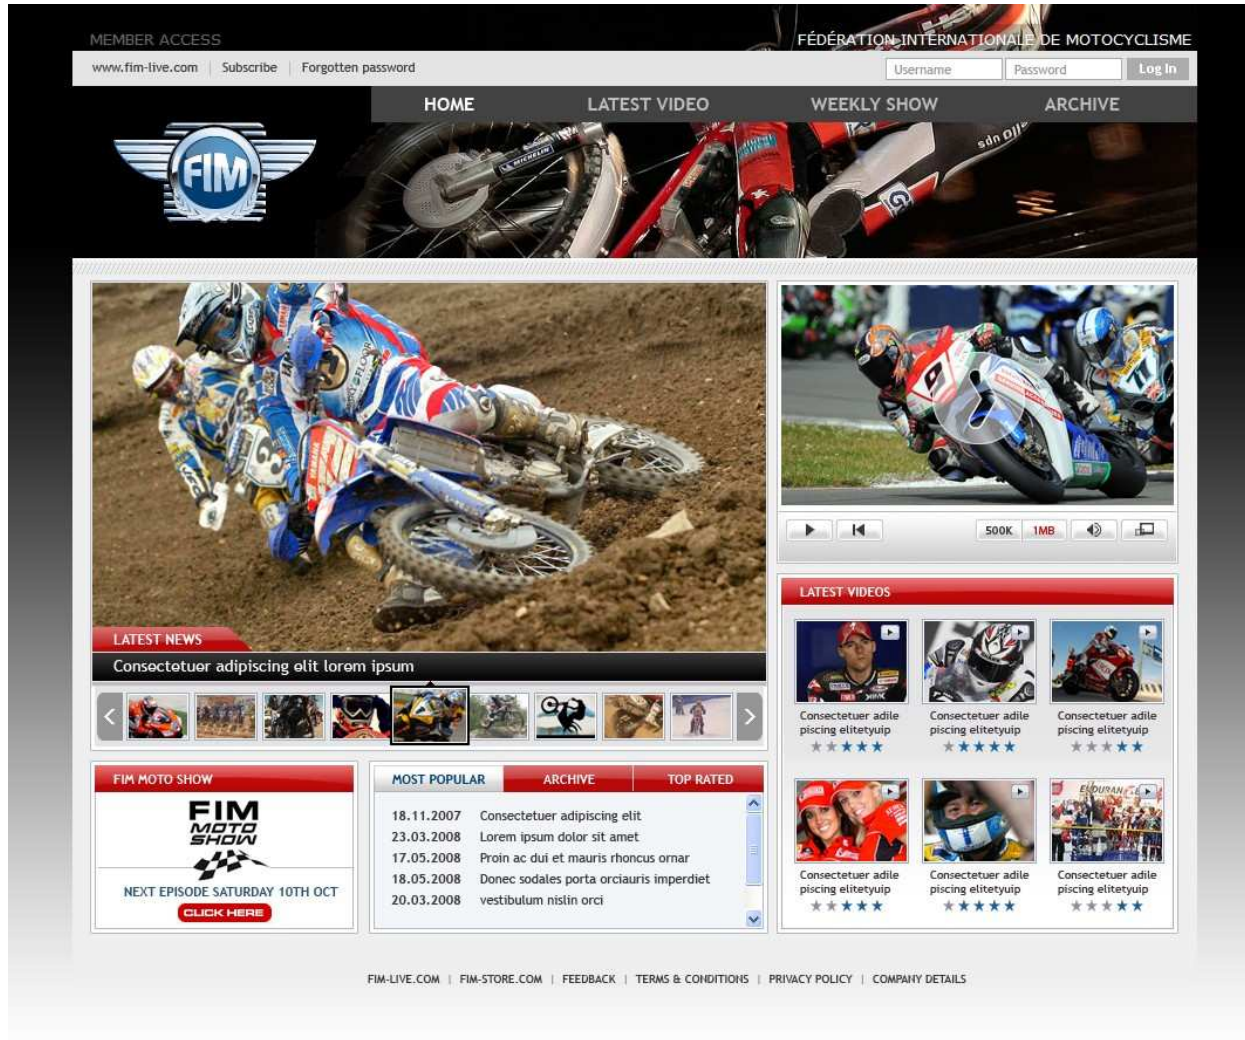 MEMBER ACCESS
FÉDÉRATION INTERNATIONALE DE MOTOCYCLISME
www.fim-live.com | Subscribe | Forgotten password
Username Password Log In
HOME LATEST VIDEO WEEKLY SHOW ARCHIVE
FIM
MICHELIN
LATEST NEWS
Consectetuer adipiscing elit lorem ipsum
500K 1MB
LATEST VIDEOS
Consectetuer adile
piscing elitetyuip
Consectetuer adile
piscing elitetyuip
Consectetuer adile
piscing elitetyuip
Consectetuer adile
piscing elitetyuip
Consectetuer adile
piscing elitetyuip
Consectetuer adile
piscing elitetyuip
FIM MOTO SHOW
FIM
MOTO
SHOW
NEXT EPISODE SATURDAY 10TH OCT
CLICK HERE
MOST POPULAR ARCHIVE TOP RATED
18.11.2007 Consectetuer adipiscing elit
23.03.2008 Lorem ipsum dolor sit amet
17.05.2008 Proin ac dui et mauris rhoncus ornar
18.05.2008 Donec sodales porta orciauris imperdiet
20.03.2008 vestibulum nislin orci
FIM-LIVE.COM | FIM-STORE.COM | FEEDBACK | TERMS & CONDITIONS | PRIVACY POLICY | COMPANY DETAILS